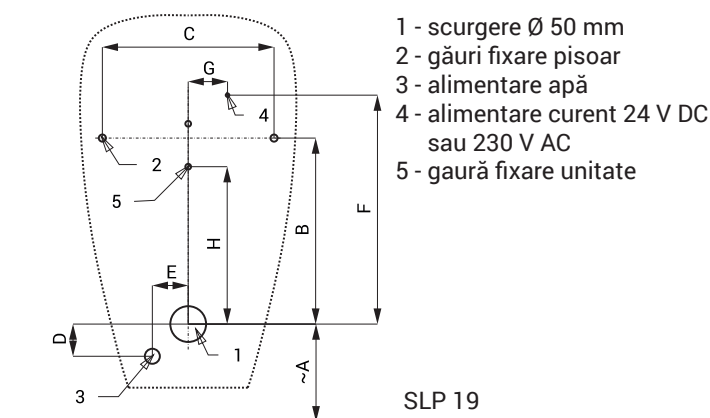 C
G
4
2
5
H
B
F
E
D
1
3
~A
1 - scurgere Ø 50 mm
2 - găuri fixare pisoar
3 - alimentare apă
4 - alimentare curent 24 V DC
sau 230 V AC
5 - gaură fixare unitate
SLP 19